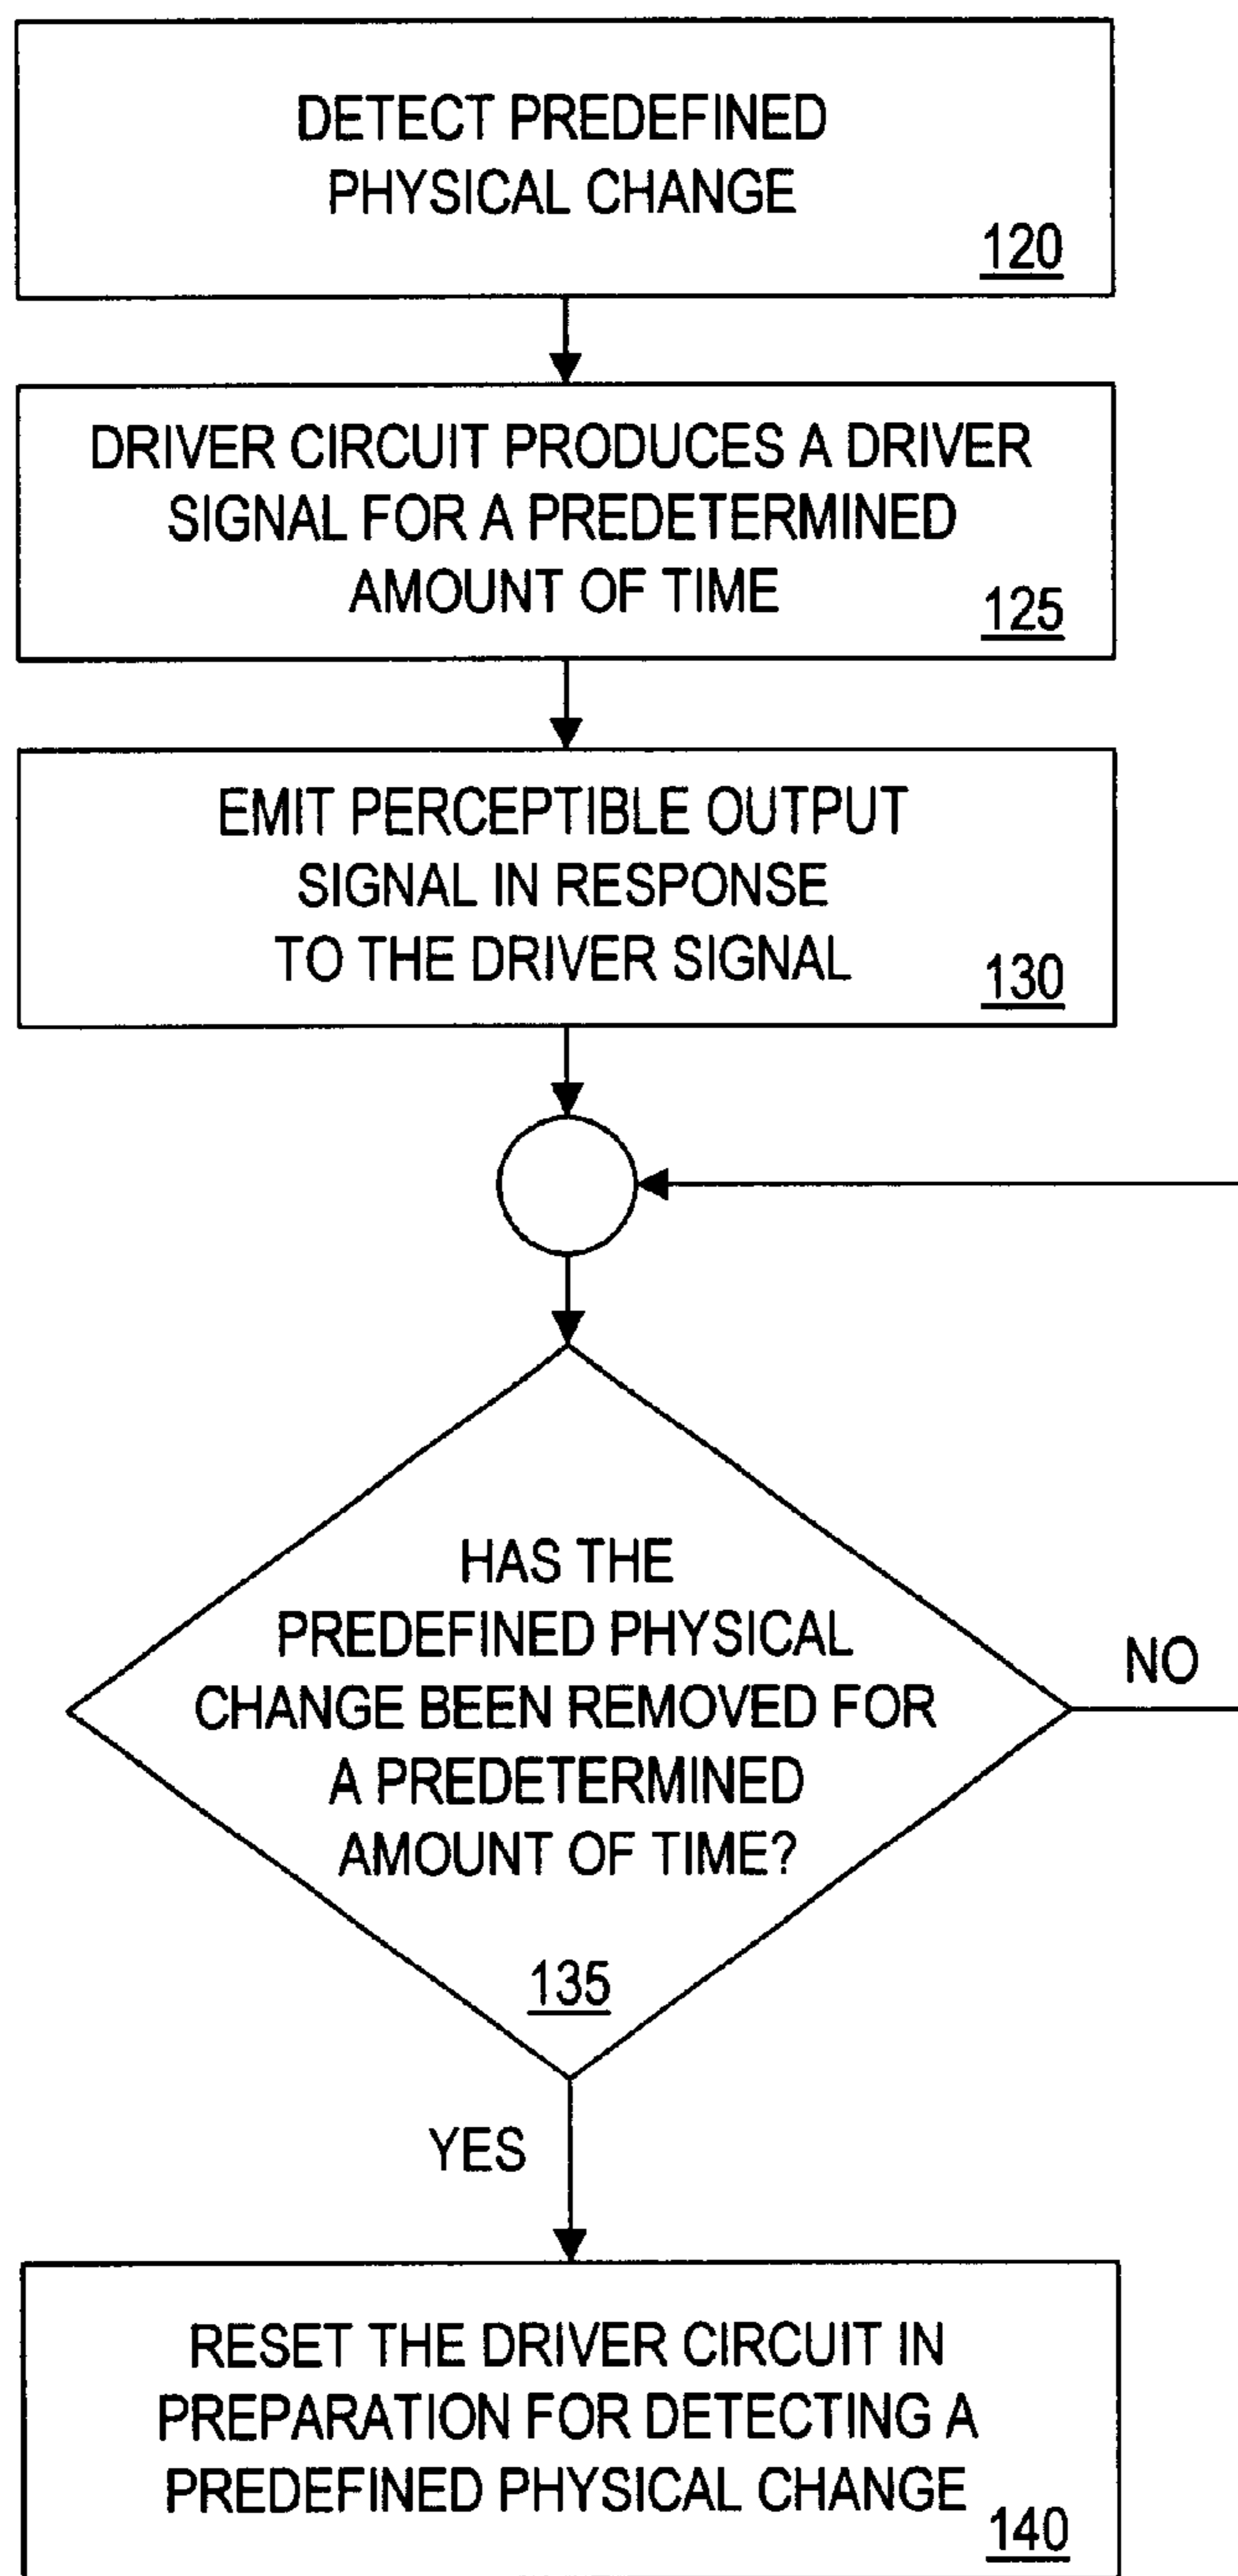 DETECT PREDEFINED
PHYSICAL CHANGE
120
DRIVER CIRCUIT PRODUCES A DRIVER
SIGNAL FOR A PREDETERMINED
AMOUNT OF TIME
125
EMIT PERCEPTIBLE OUTPUT
SIGNAL IN RESPONSE
TO THE DRIVER SIGNAL
130
HAS THE
PREDEFINED PHYSICAL
CHANGE BEEN REMOVED FOR
A PREDETERMINED
AMOUNT OF TIME?
135
NO
YES
RESET THE DRIVER CIRCUIT IN
PREPARATION FOR DETECTING A
PREDEFINED PHYSICAL CHANGE
140